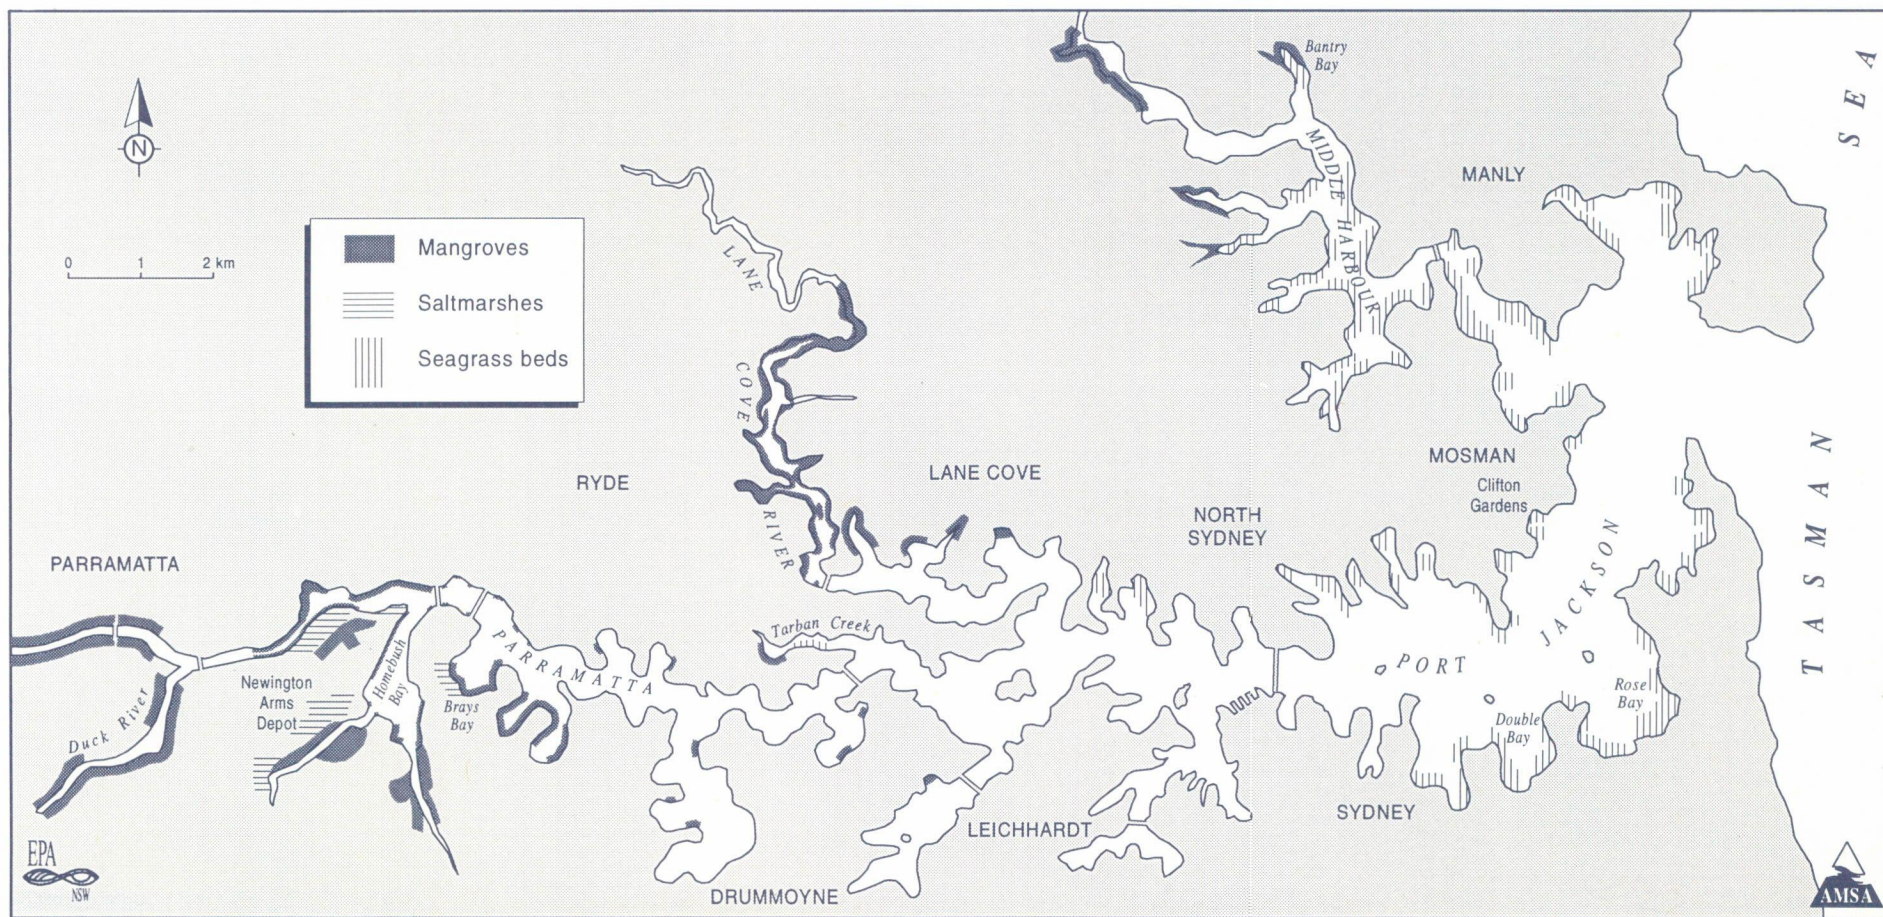 Bantry
Bay
SEA
MIDDLE HARBOUR
MANLY
N
0 1 2 km
Mangroves
Saltmarshes
Seagrass beds
LANE COVE RIVER
RYDE
LANE COVE
MOSMAN
Clifton
Gardens
NORTH
SYDNEY
TASMAN
PARRAMATTA
PORT JACKSON
Tarban Creek
PARRAMATTA
Homebush
Bay
Newington
Arms
Depot
Brays
Bay
Duck River
Rose
Bay
Double
Bay
SYDNEY
LEICHHARDT
DRUMMOYNE
EPA
NSW
AMSA